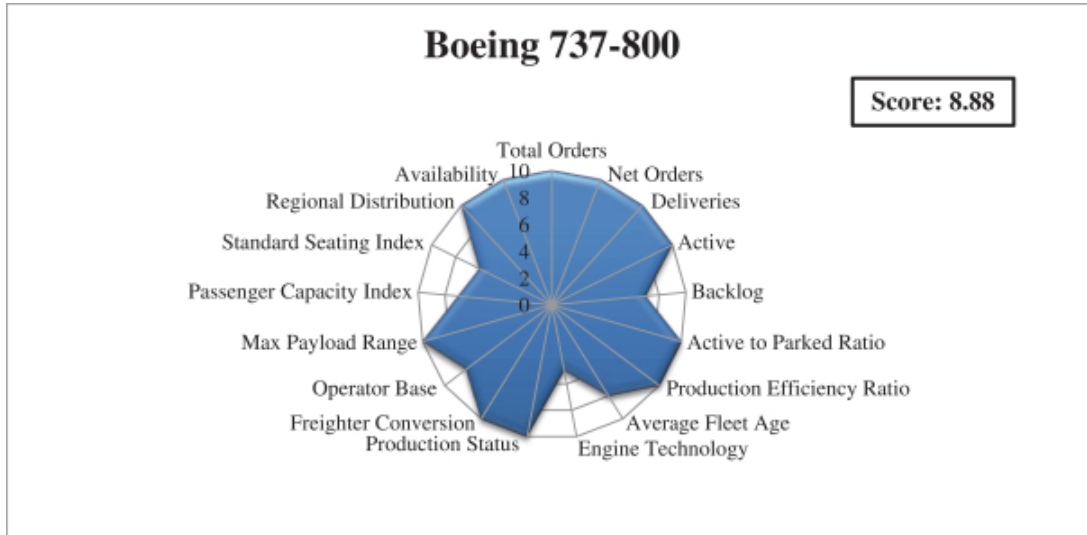 Boeing 737-800
Score: 8.88
Total Orders
Net Orders
Deliveries
Active
Backlog
Active to Parked Ratio
Production Efficiency Ratio
Average Fleet Age
Engine Technology
Production Status
Freighter Conversion
Operator Base
Max Payload Range
Passenger Capacity Index
Standard Seating Index
Regional Distribution
Availability
10
8
6
4
2
0